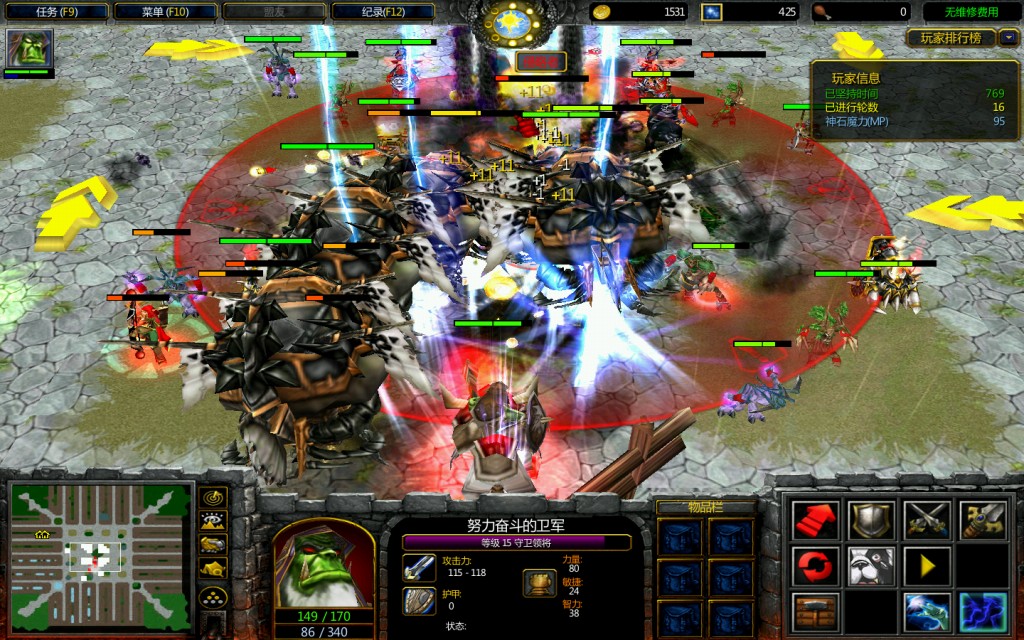 任务 (F9)
菜单 (F10)
盟友
纪录(F12)
1531
425
0
无维修费用
玩家排行榜
玩家信息
已坚持时间 769
已进行轮数 16
神石魔力(MP) 95
+11
+11
+11
+11
-1
+1
-1
+11
努力奋斗的卫军
等级 15 守卫领将
攻击力:
115 - 118
护甲:
0
状态:
力量:
80
敏捷:
24
智力:
38
149 / 170
86 / 340
物品栏